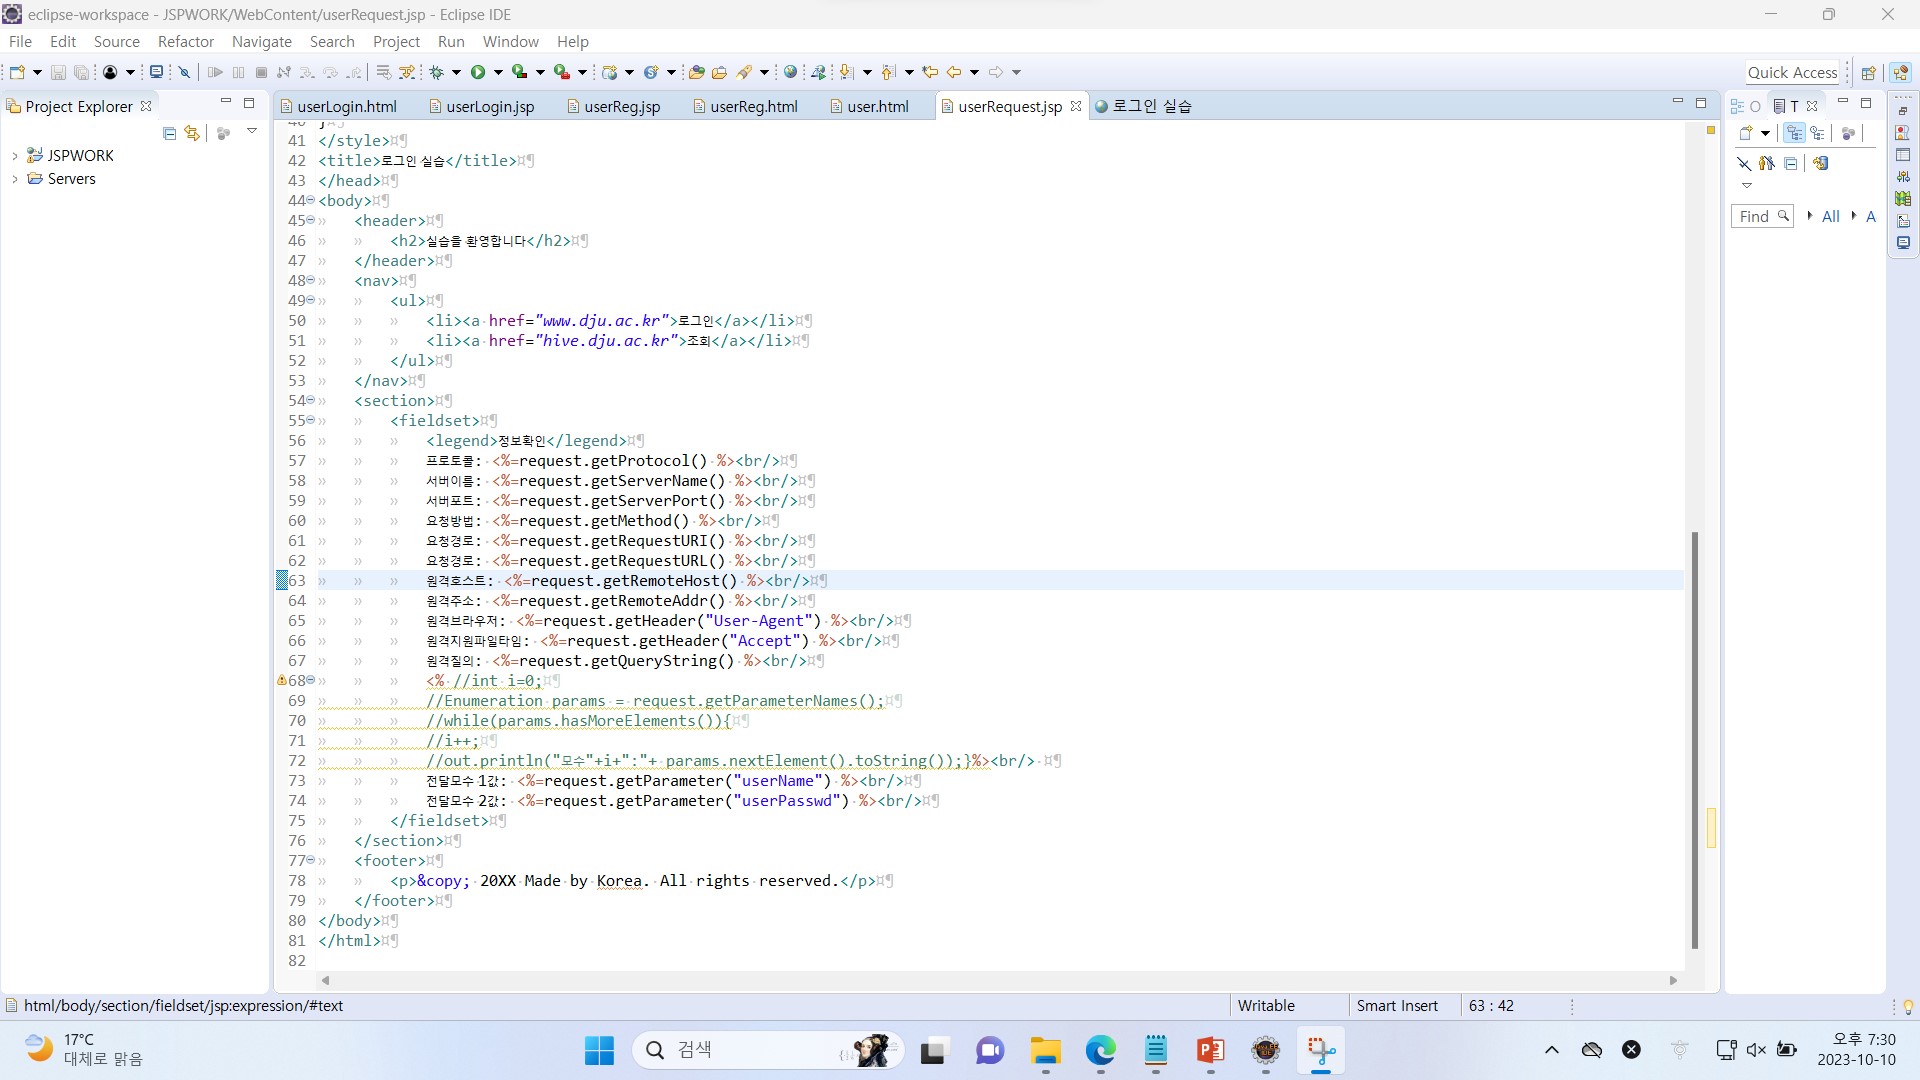 eclipse-workspace - JSPWORK/WebContent/userRequest.jsp - Eclipse IDE
File Edit Source Refactor Navigate Search Project Run Window Help
Quick Access
Project Explorer
userLogin.html userLogin.jsp userReg.jsp userReg.html user.html userRequest.jsp 로그인 실습
O T
JSPWORK
Servers
Find All A
41 </style>
42 <title>로그인 실습</title>
43 </head>
44 <body>
45 <header>
46 <h2>실습을 환영합니다</h2>
47 </header>
48 <nav>
49 <ul>
50 <li><a href="www.dju.ac.kr">로그인</a></li>
51 <li><a href="hive.dju.ac.kr">조회</a></li>
52 </ul>
53 </nav>
54 <section>
55 <fieldset>
56 <legend>정보확인</legend>
57 프로토콜: <%=request.getProtocol() %><br/>
58 서버이름: <%=request.getServerName() %><br/>
59 서버포트: <%=request.getServerPort() %><br/>
60 요청방법: <%=request.getMethod() %><br/>
61 요청경로: <%=request.getRequestURI() %><br/>
62 요청경로: <%=request.getRequestURL() %><br/>
63 원격호스트: <%=request.getRemoteHost() %><br/>
64 원격주소: <%=request.getRemoteAddr() %><br/>
65 원격브라우저: <%=request.getHeader("User-Agent") %><br/>
66 원격지원파일타임: <%=request.getHeader("Accept") %><br/>
67 원격질의: <%=request.getQueryString() %><br/>
68 <% //int i=0;
69 //Enumeration params = request.getParameterNames();
70 //while(params.hasMoreElements()){
71 //i++;
72 //out.println("모수"+i+":"+ params.nextElement().toString());}%><br/>
73 전달모수 1값: <%=request.getParameter("userName") %><br/>
74 전달모수 2값: <%=request.getParameter("userPasswd") %><br/>
75 </fieldset>
76 </section>
77 <footer>
78 <p>&copy; 20XX Made by Korea. All rights reserved.</p>
79 </footer>
80 </body>
81 </html>
82
html/body/section/fieldset/jsp:expression/#text Writable Smart Insert 63 : 42
17°C
대체로 맑음
검색
오후 7:30
2023-10-10